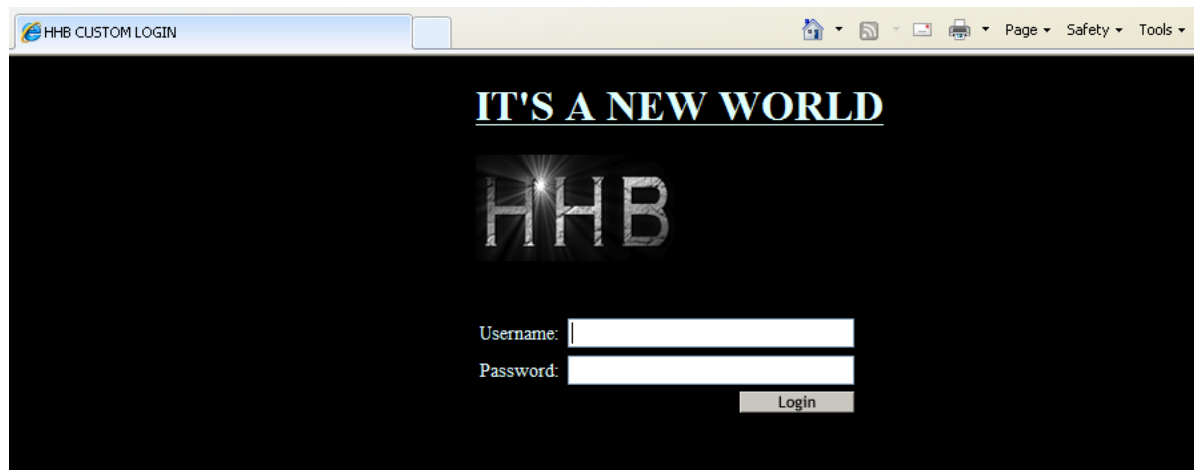 HHB CUSTOM LOGIN
Page Safety Tools
IT'S A NEW WORLD
HHB
Username:
Password:
Login